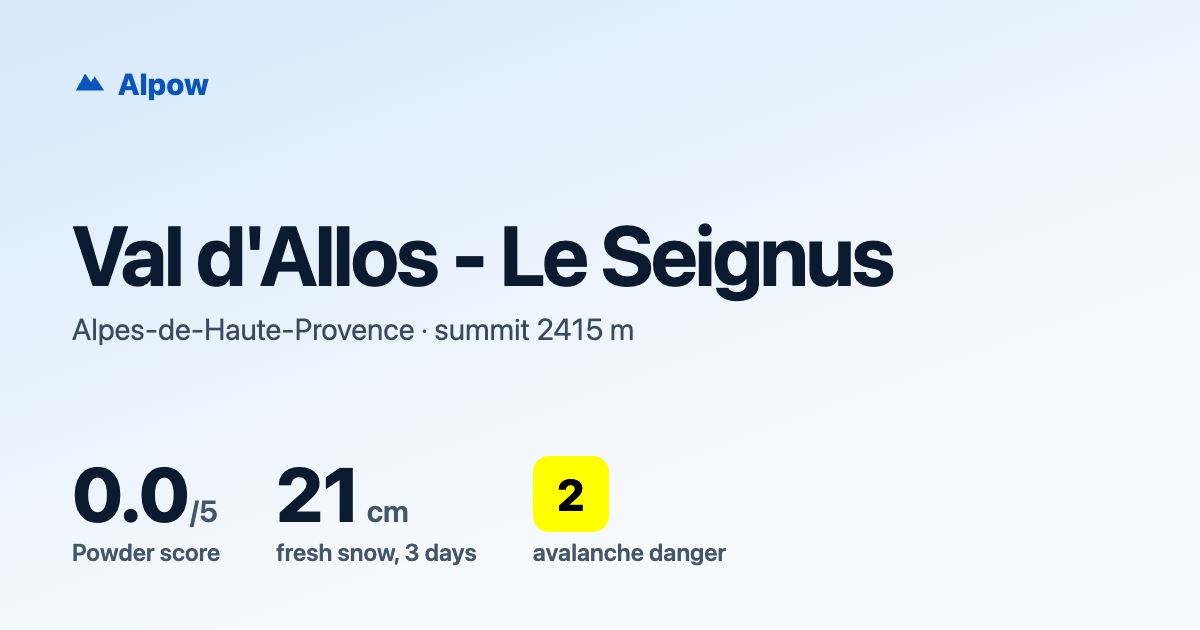 Alpow
Val d'Allos - Le Seignus
Alpes-de-Haute-Provence · summit 2415 m
0.0/5 21 cm 2
Powder score fresh snow, 3 days avalanche danger